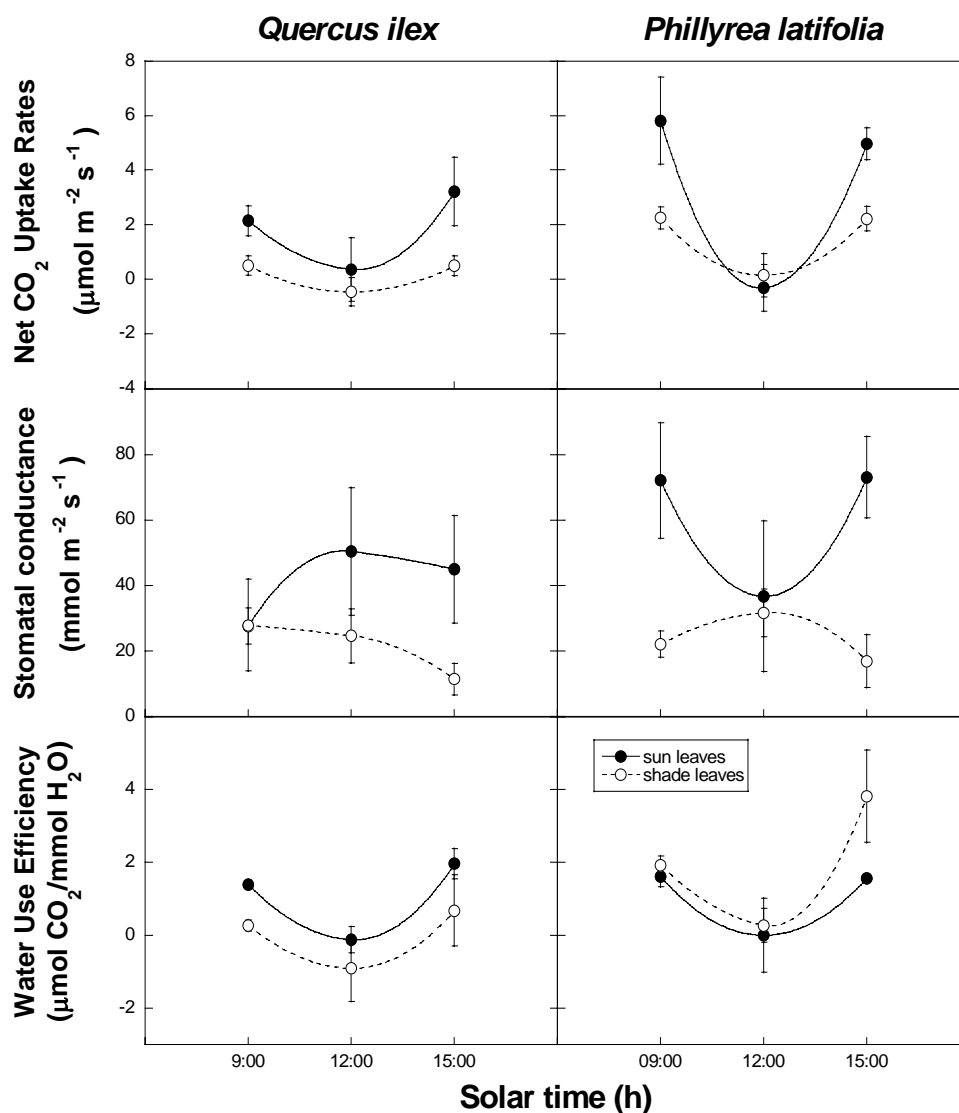 Quercus ilex
Phillyrea latifolia
Net CO2 Uptake Rates
(μmol m-2 s-1)
8
6
4
2
0
-2
-4
Stomatal conductance
(mmol m-2 s-1)
80
60
40
20
0
Water Use Efficiency
(μmol CO2/mmol H2O)
4
2
0
-2
sun leaves
shade leaves
9:00 12:00 15:00
09:00 12:00 15:00
Solar time (h)